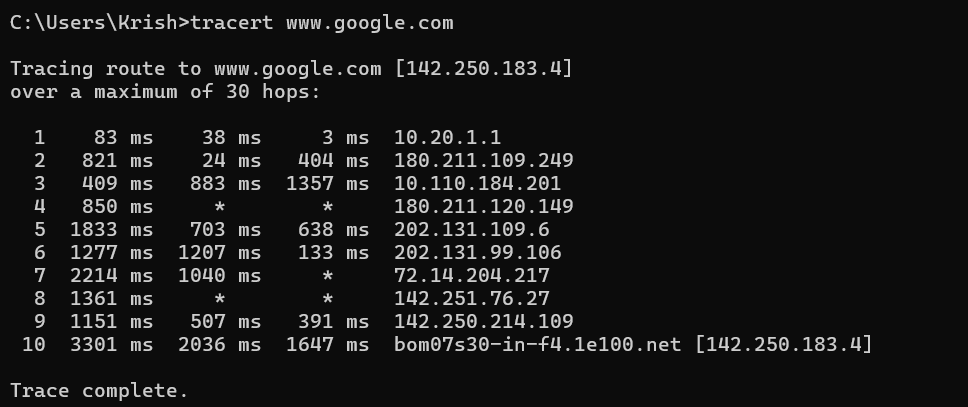 C:\Users\Krish>tracert www.google.com
Tracing route to www.google.com [142.250.183.4]
over a maximum of 30 hops:
1 83 ms 38 ms 3 ms 10.20.1.1
2 821 ms 24 ms 404 ms 180.211.109.249
3 409 ms 883 ms 1357 ms 10.110.184.201
4 850 ms * * 180.211.120.149
5 1833 ms 703 ms 638 ms 202.131.109.6
6 1277 ms 1207 ms 133 ms 202.131.99.106
7 2214 ms 1040 ms * 72.14.204.217
8 1361 ms * * 142.251.76.27
9 1151 ms 507 ms 391 ms 142.250.214.109
10 3301 ms 2036 ms 1647 ms bom07s30-in-f4.1e100.net [142.250.183.4]
Trace complete.